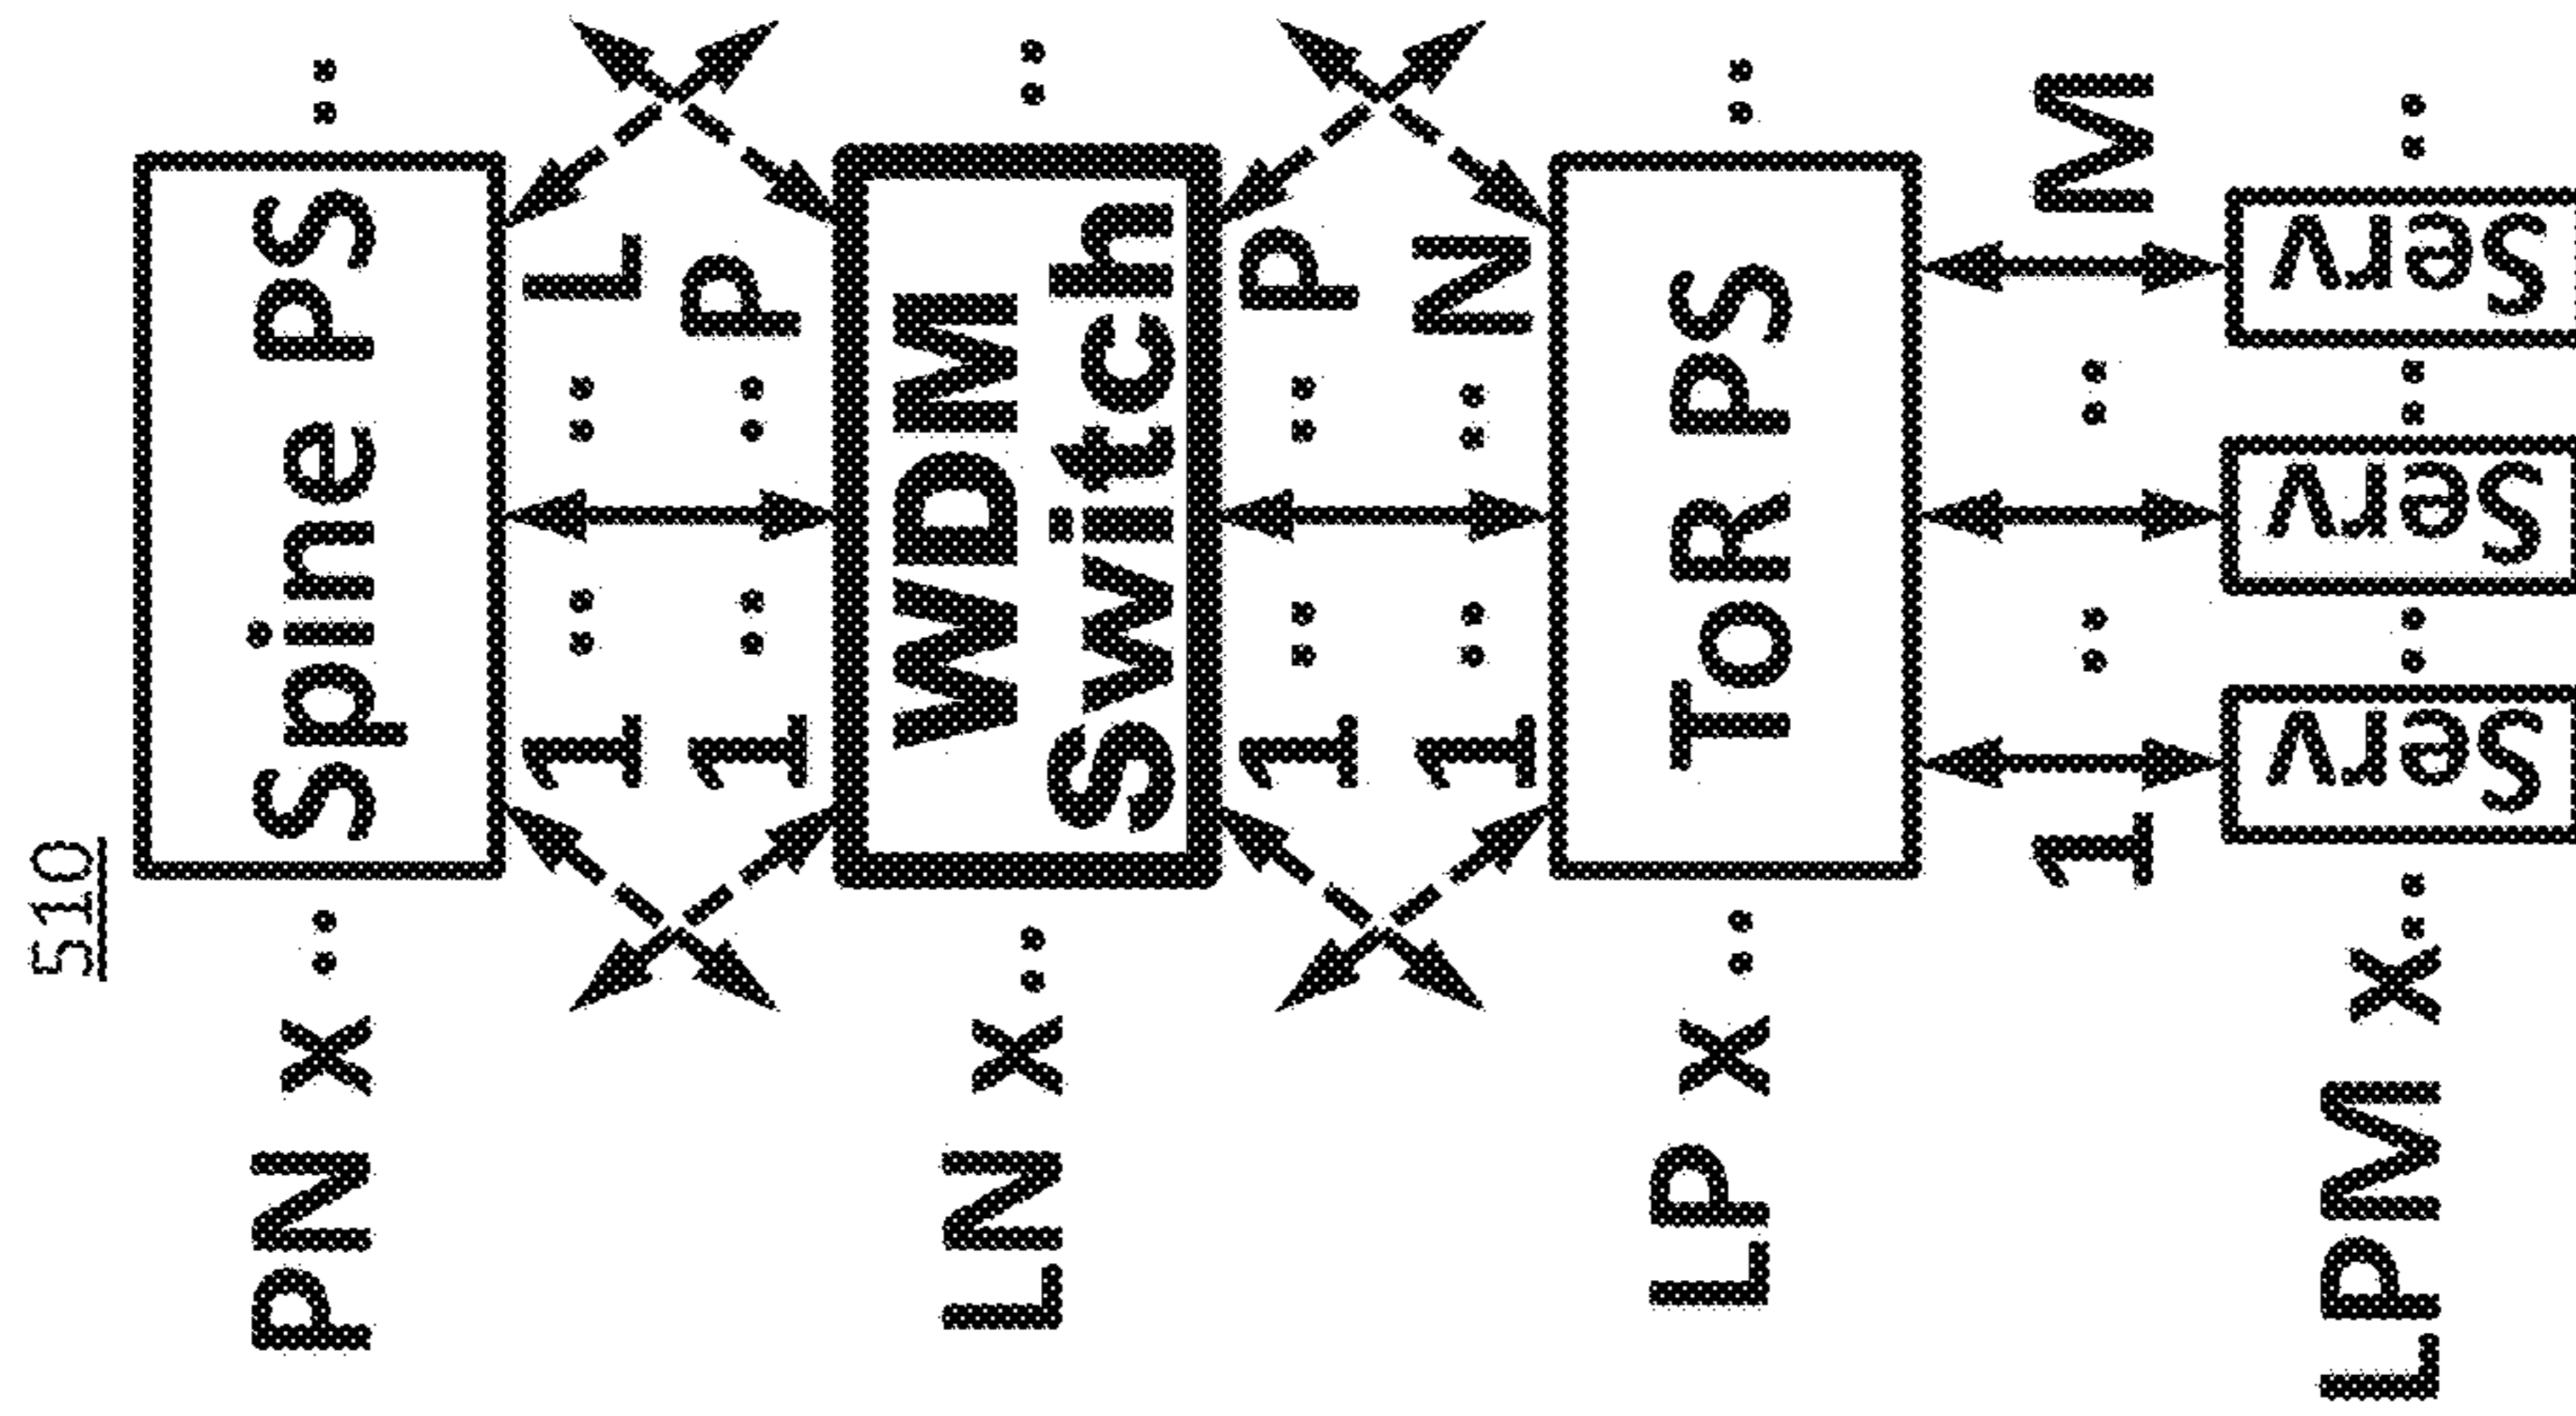 510
PN x .. Spine PS ..
1 .. .. L
1 .. .. P
LN x .. WDM ..
Switch
1 .. .. P
1 .. .. N
LP x .. ToR PS ..
1 .. .. M
LPM x.. Serv .. Serv .. Serv ..